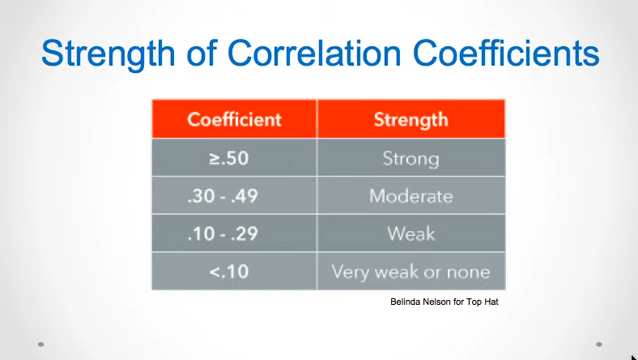 Strength of Correlation Coefficients
Coefficient Strength
≥.50 Strong
.30 - .49 Moderate
.10 - .29 Weak
<.10 Very weak or none
Belinda Nelson for Top Hat